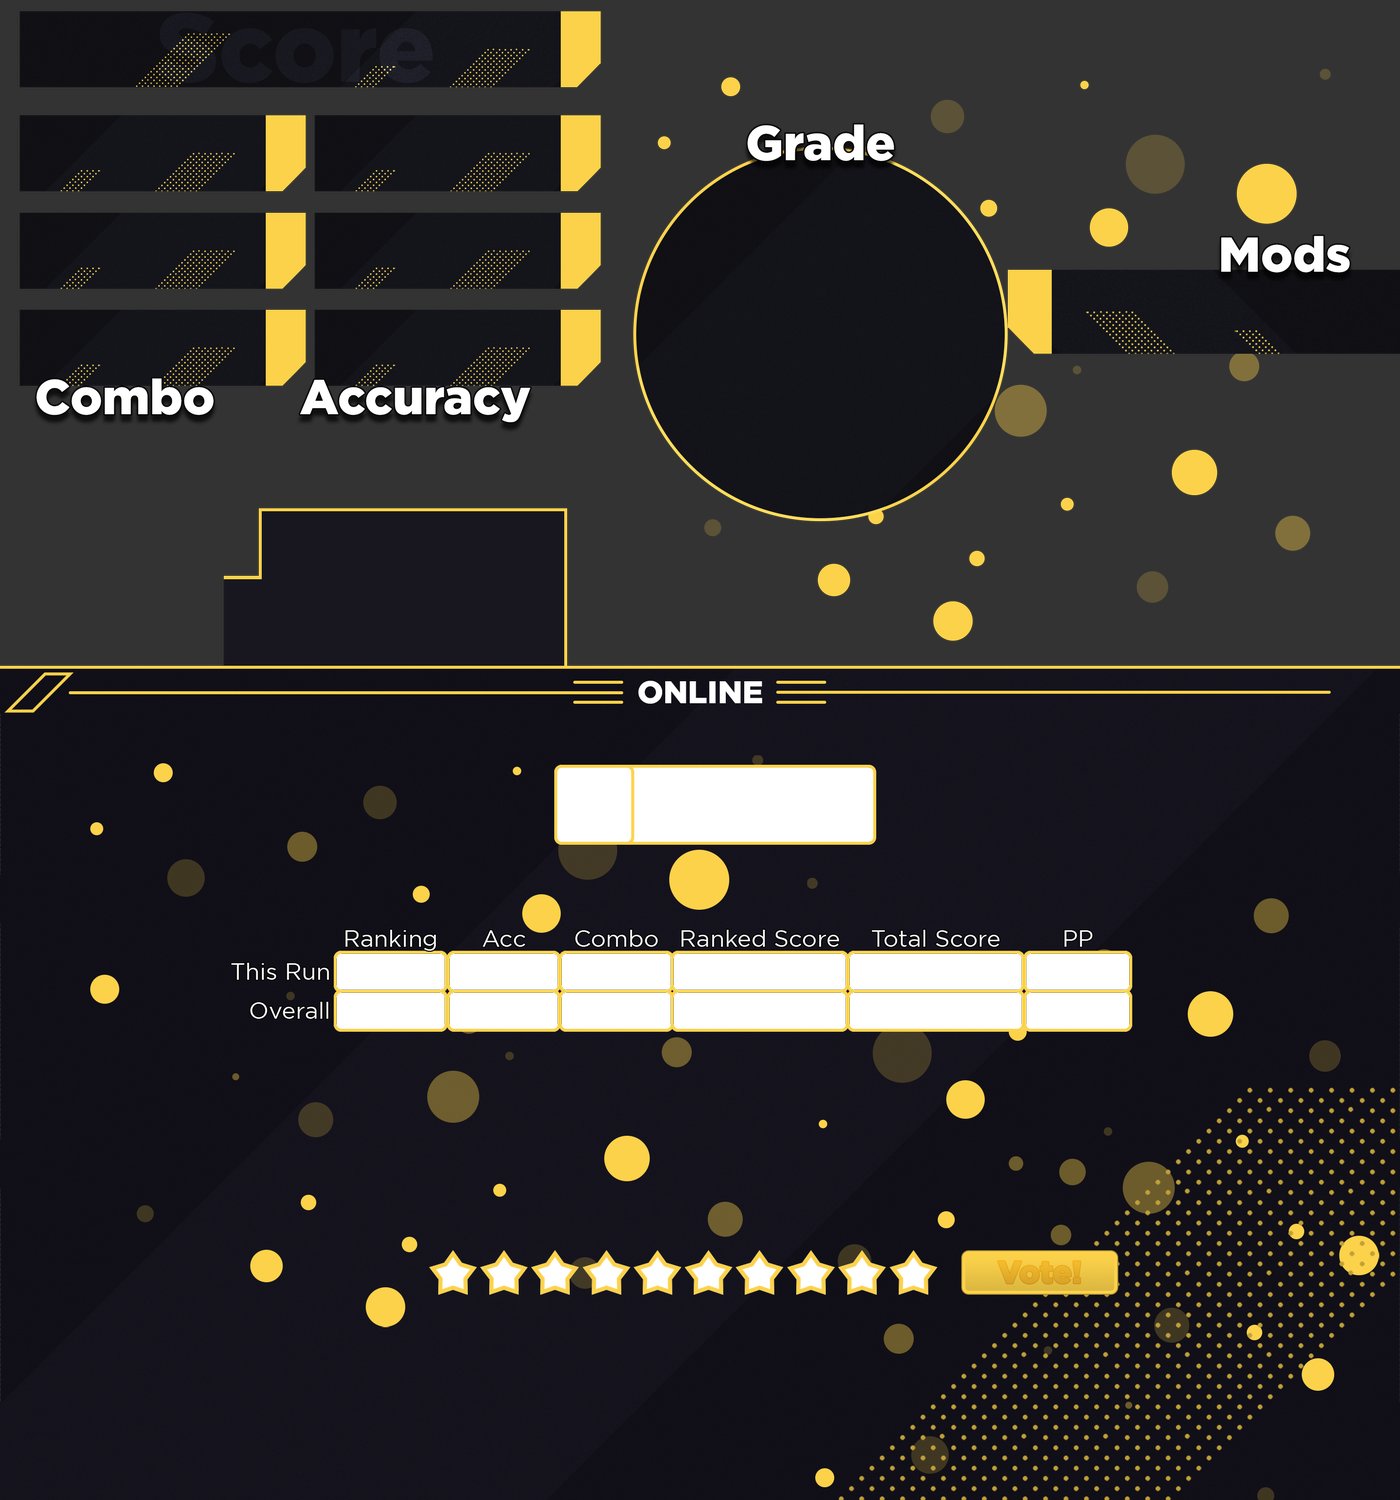 Score
Grade
Mods
Combo
Accuracy
ONLINE
Ranking Acc Combo Ranked Score Total Score PP
This Run
Overall
Vote!